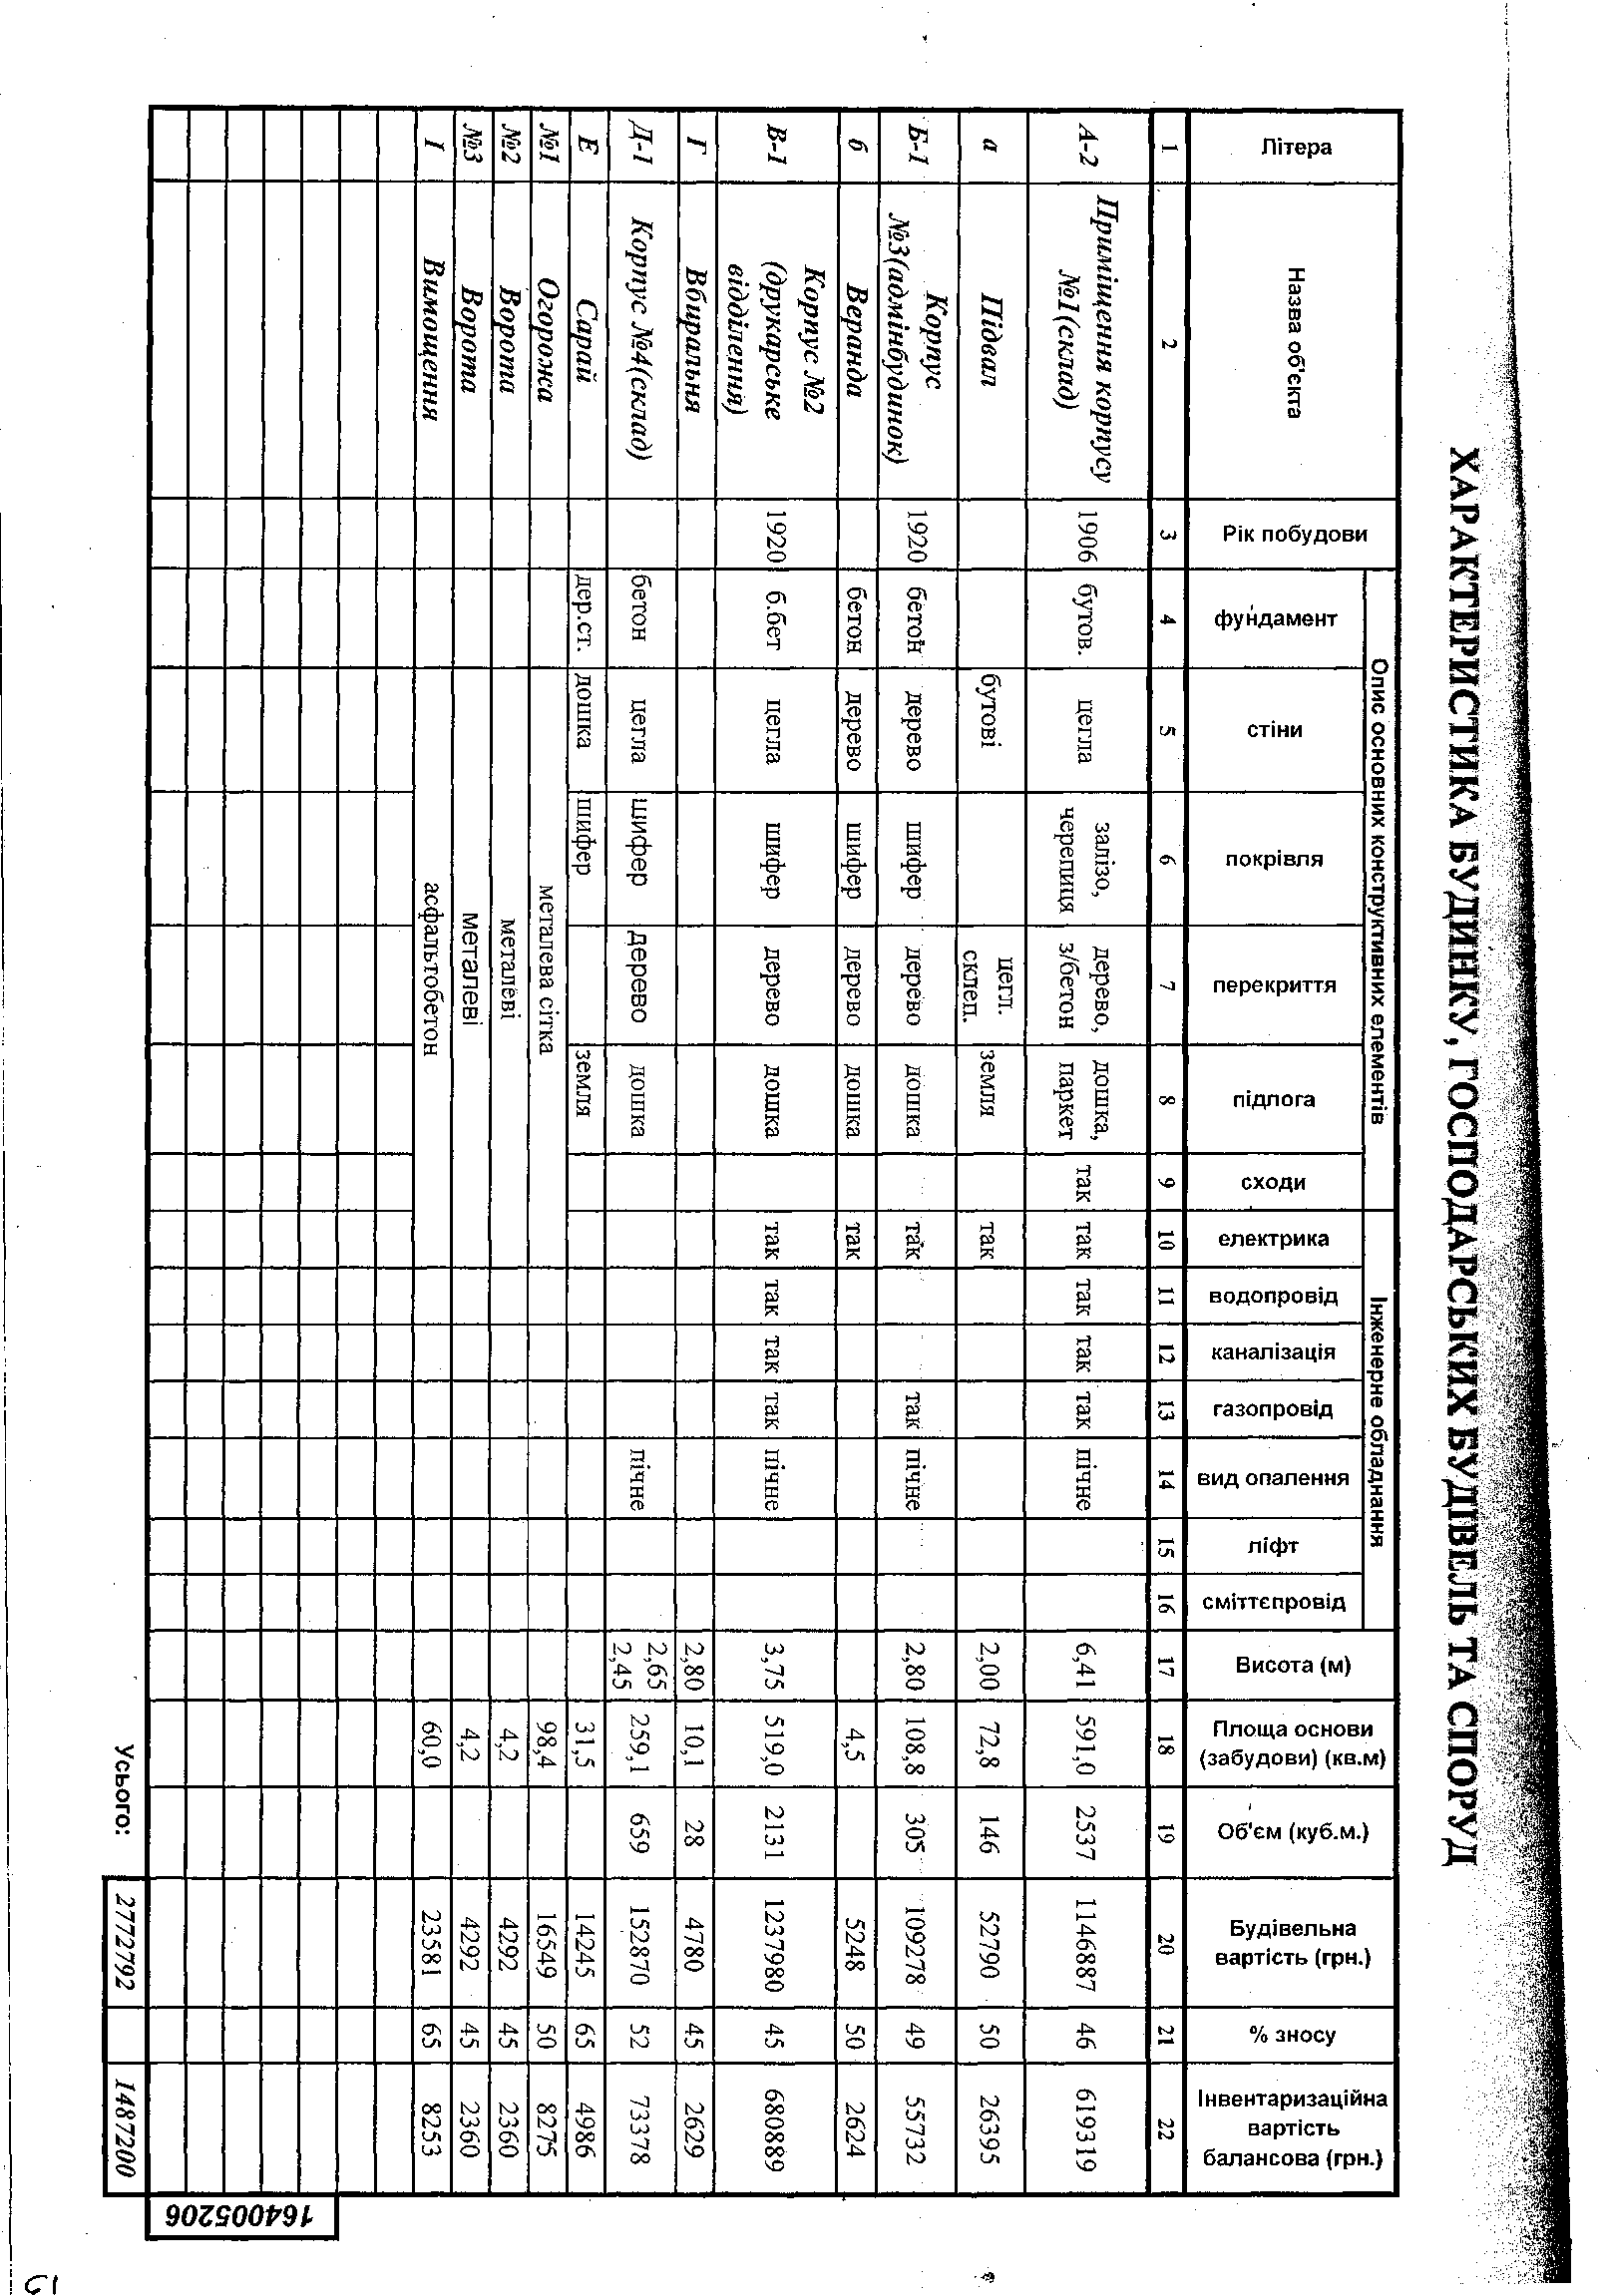 ХАРАКТЕРИСТИКА БУДИНКУ, ГОСПОДАРСЬКИХ БУДІВЕЛЬ ТА СПОРУД
Літера | Назва об'єкта | Рік побудови | Опис основних конструктивних елементів | Інженерне обладнання | Висота (м) | Площа основи (забудови) (кв.м) | Об'єм (куб.м.) | Будівельна вартість (грн.) | % зносу | Інвентаризаційна вартість балансова (грн.)
фундамент | стіни | покрівля | перекриття | підлога | сходи | електрика | водопровід | каналізація | газопровід | вид опалення | ліфт | сміттєпровід
1 | 2 | 3 | 4 | 5 | 6 | 7 | 8 | 9 | 10 | 11 | 12 | 13 | 14 | 15 | 16 | 17 | 18 | 19 | 20 | 21 | 22
А-2 | Приміщення корпусу №1(склад) | 1906 | бутов. | цегла | залізо, черепиця | дерево, з/бетон | дошка, паркет | так | так | так | так | так | пічне | 6,41 | 591,0 | 2537 | 1146887 | 46 | 619319
а | Підвал | бутові | цегл. склеп. | земля | так | 2,00 | 72,8 | 146 | 52790 | 50 | 26395
Б-1 | Корпус №3(адмінбудинок) | 1920 | бетон | дерево | шифер | дерево | дошка | так | так | пічне | 2,80 | 108,8 | 305 | 109278 | 49 | 55732
б | Веранда | бетон | дерево | шифер | дерево | дошка | так | 4,5 | 5248 | 50 | 2624
В-1 | Корпус №2 (друкарське відділення) | 1920 | б.бет | цегла | шифер | дерево | дошка | так | так | так | так | пічне | 3,75 | 519,0 | 2131 | 1237980 | 45 | 680889
Г | Вбиральня | 2,80 | 10,1 | 28 | 4780 | 45 | 2629
Д-1 | Корпус №4(склад) | бетон | цегла | шифер | дерево | дошка | пічне | 2,65 2,45 | 259,1 | 659 | 152870 | 52 | 73378
Е | Сарай | дер.ст. | дошка | шифер | земля | 31,5 | 14245 | 65 | 4986
№1 | Огорожа | металева сітка | 98,4 | 16549 | 50 | 8275
№2 | Ворота | металеві | 4,2 | 4292 | 45 | 2360
№3 | Ворота | металеві | 4,2 | 4292 | 45 | 2360
І | Вимощення | асфальтобетон | 60,0 | 23581 | 65 | 8253
Усього: | 2772792 | 1487200
164005206